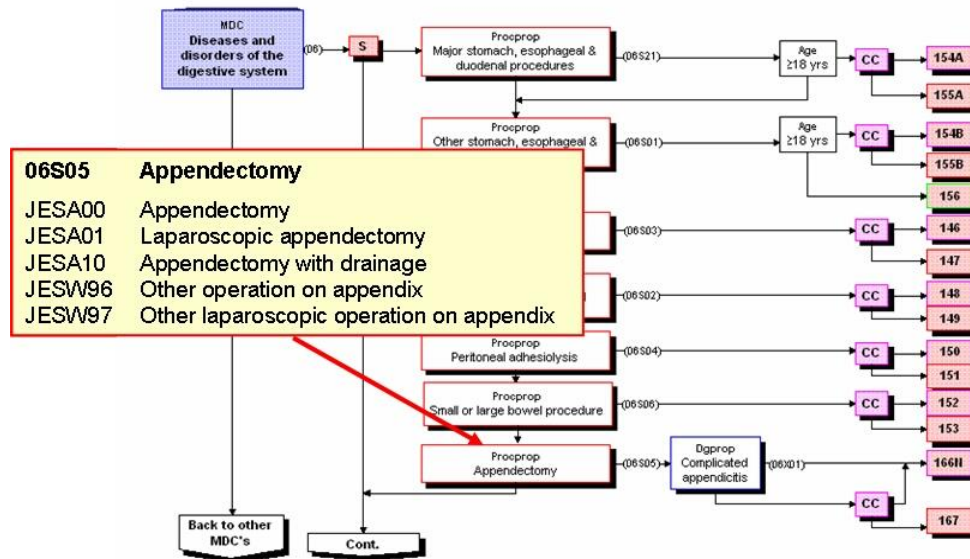 MDC
Diseases and
disorders of the
digestive system
(06)
S
Procprop
Major stomach, esophageal &
duodenal procedures
(06S21)
Age
≥18 yrs
CC
154A
155A
Procprop
Other stomach, esophageal &
(06S01)
Age
≥18 yrs
CC
154B
155B
156
06S05 Appendectomy
JESA00 Appendectomy
JESA01 Laparoscopic appendectomy
JESA10 Appendectomy with drainage
JESW96 Other operation on appendix
JESW97 Other laparoscopic operation on appendix
(06S03)
CC
146
147
(06S02)
CC
148
149
Procprop
Peritoneal adhesiolysis
(06S04)
CC
150
151
Procprop
Small or large bowel procedure
(06S06)
CC
152
153
Procprop
Appendectomy
(06S05)
Dgprop
Complicated
appendicitis
(06X01)
166N
CC
167
Back to other
MDC's
Cont.